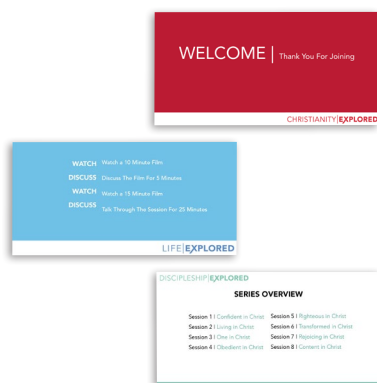 WELCOME | Thank You For Joining
CHRISTIANITY|EXPLORED
WATCH Watch a 10 Minute Film
DISCUSS Discuss The Film For 5 Minutes
WATCH Watch a 15 Minute Film
DISCUSS Talk Through The Session For 25 Minutes
LIFE|EXPLORED
DISCIPLESHIP|EXPLORED
SERIES OVERVIEW
Session 1 | Confident in Christ Session 5 | Righteous in Christ
Session 2 | Living in Christ Session 6 | Transformed in Christ
Session 3 | One in Christ Session 7 | Rejoicing in Christ
Session 4 | Obedient in Christ Session 8 | Content in Christ